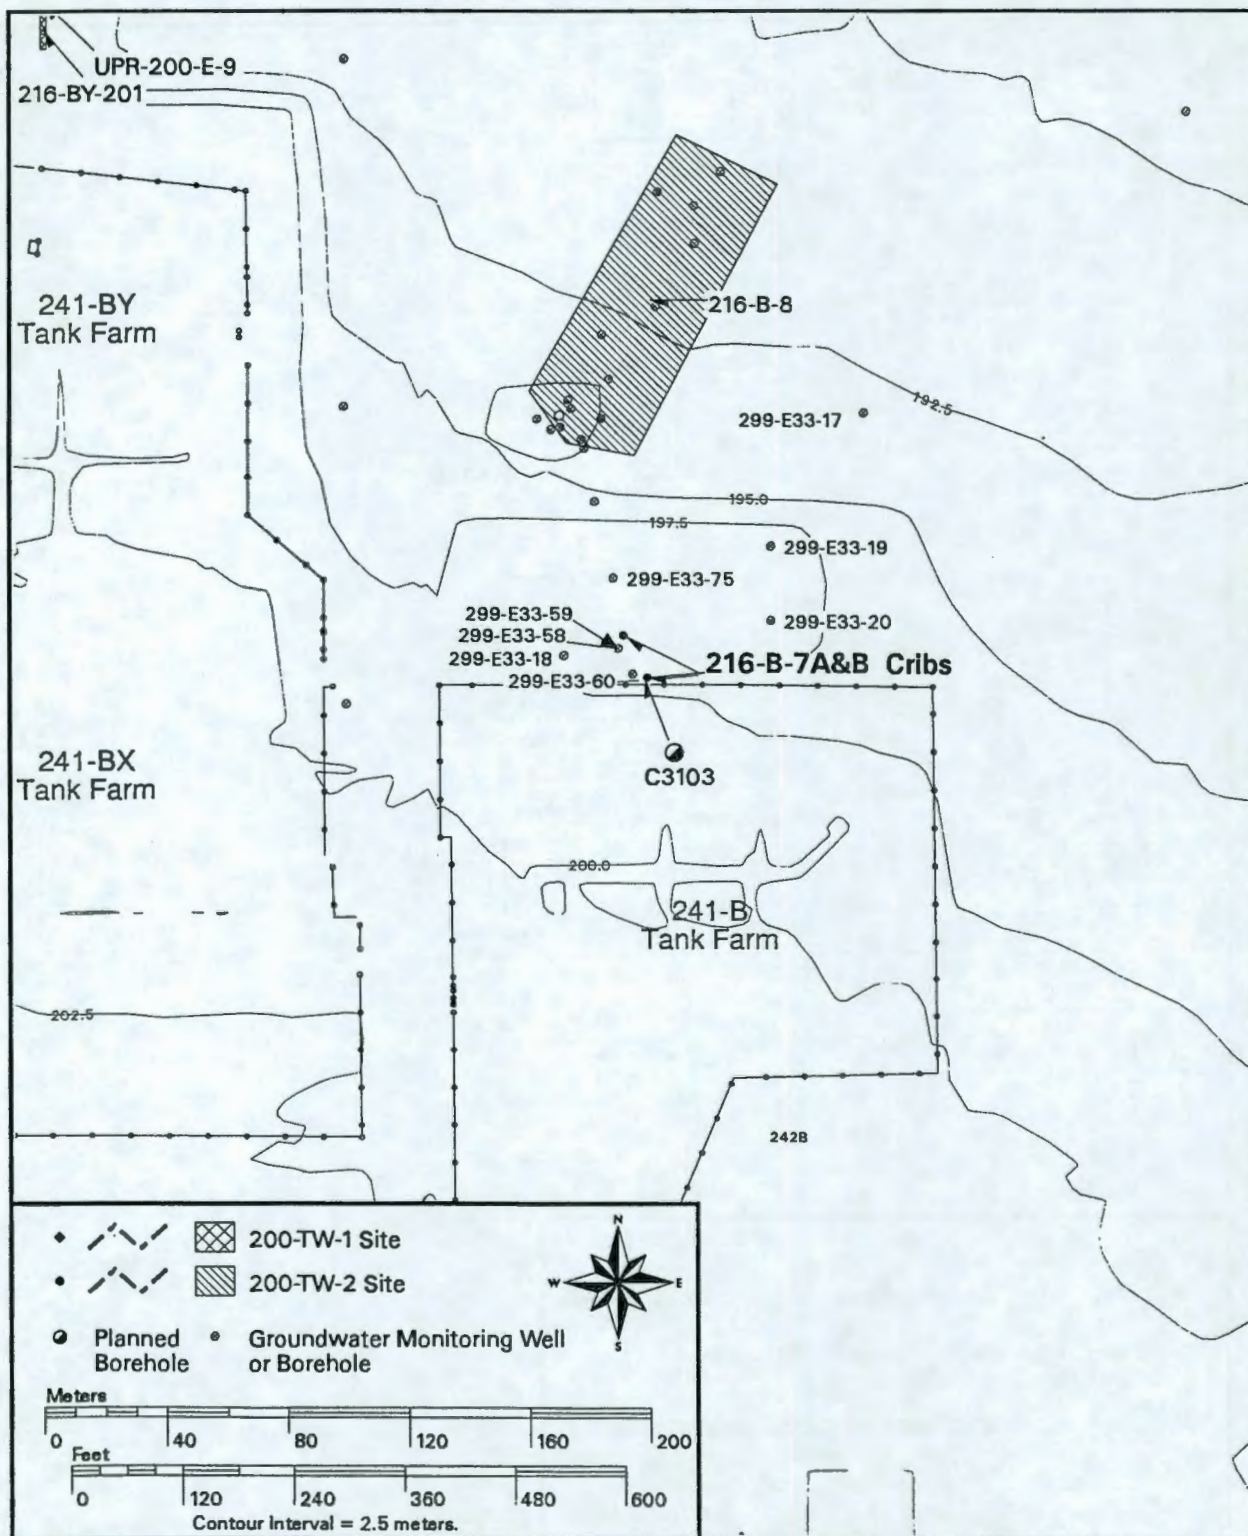 UPR-200-E-9
216-BY-201
241-BY
Tank Farm
216-B-8
192.5
299-E33-17
195.0
197.5
299-E33-19
299-E33-75
299-E33-59
299-E33-20
299-E33-58
299-E33-18
216-B-7A&B Cribs
299-E33-60
241-BX
Tank Farm
C3103
200.0
241-B
Tank Farm
202.5
242B
200-TW-1 Site
200-TW-2 Site
N
W
E
S
Planned
Borehole
Groundwater Monitoring Well
or Borehole
Meters
0 40 80 120 160 200
Feet
0 120 240 360 480 600
Contour Interval = 2.5 meters.